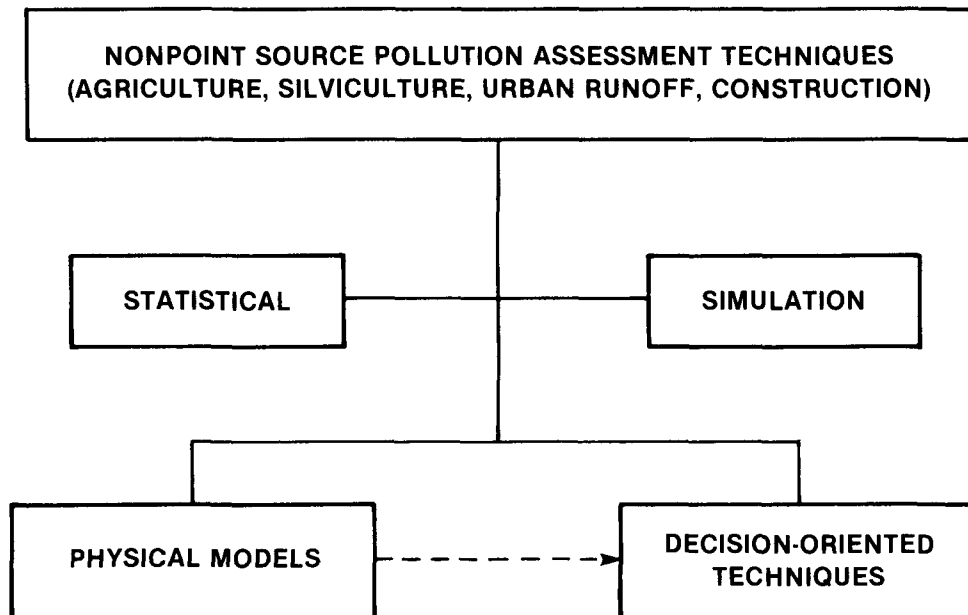 NONPOINT SOURCE POLLUTION ASSESSMENT TECHNIQUES
(AGRICULTURE, SILVICULTURE, URBAN RUNOFF, CONSTRUCTION)
STATISTICAL
SIMULATION
PHYSICAL MODELS
DECISION-ORIENTED
TECHNIQUES